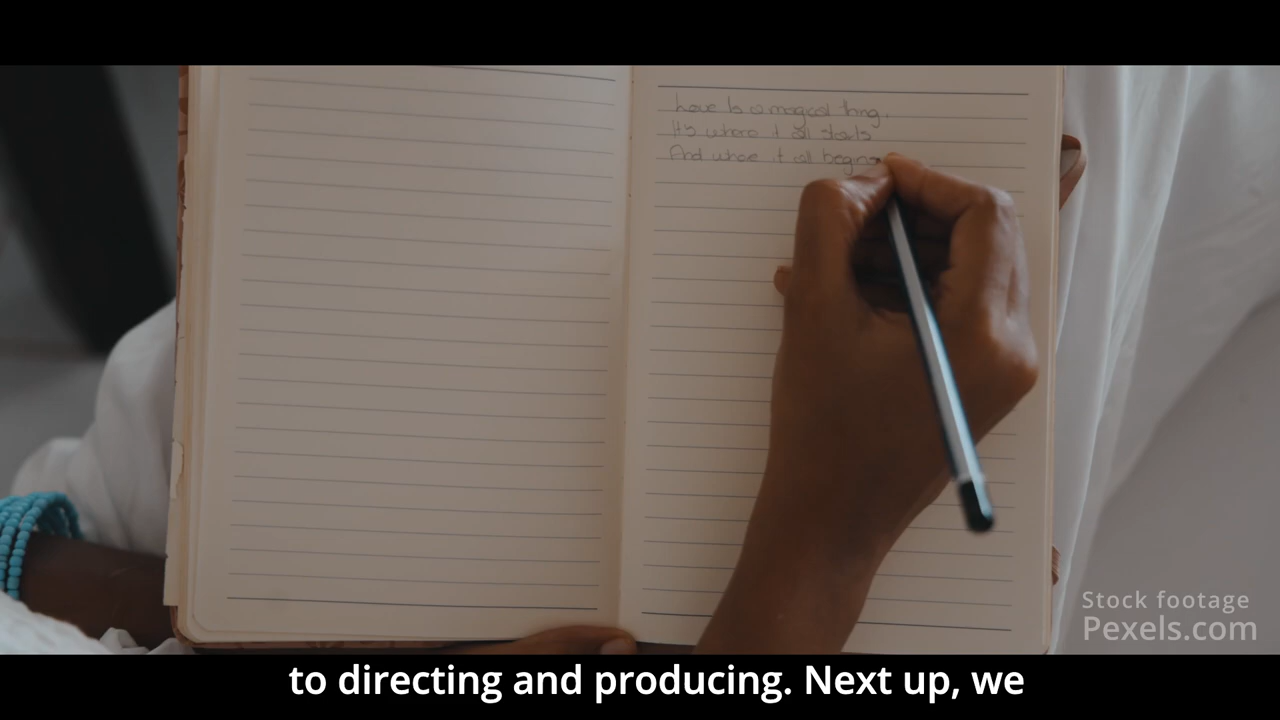 Love is a magical thing.
It's where it all starts
And where it all begins
Stock footage
Pexels.com
to directing and producing. Next up, we